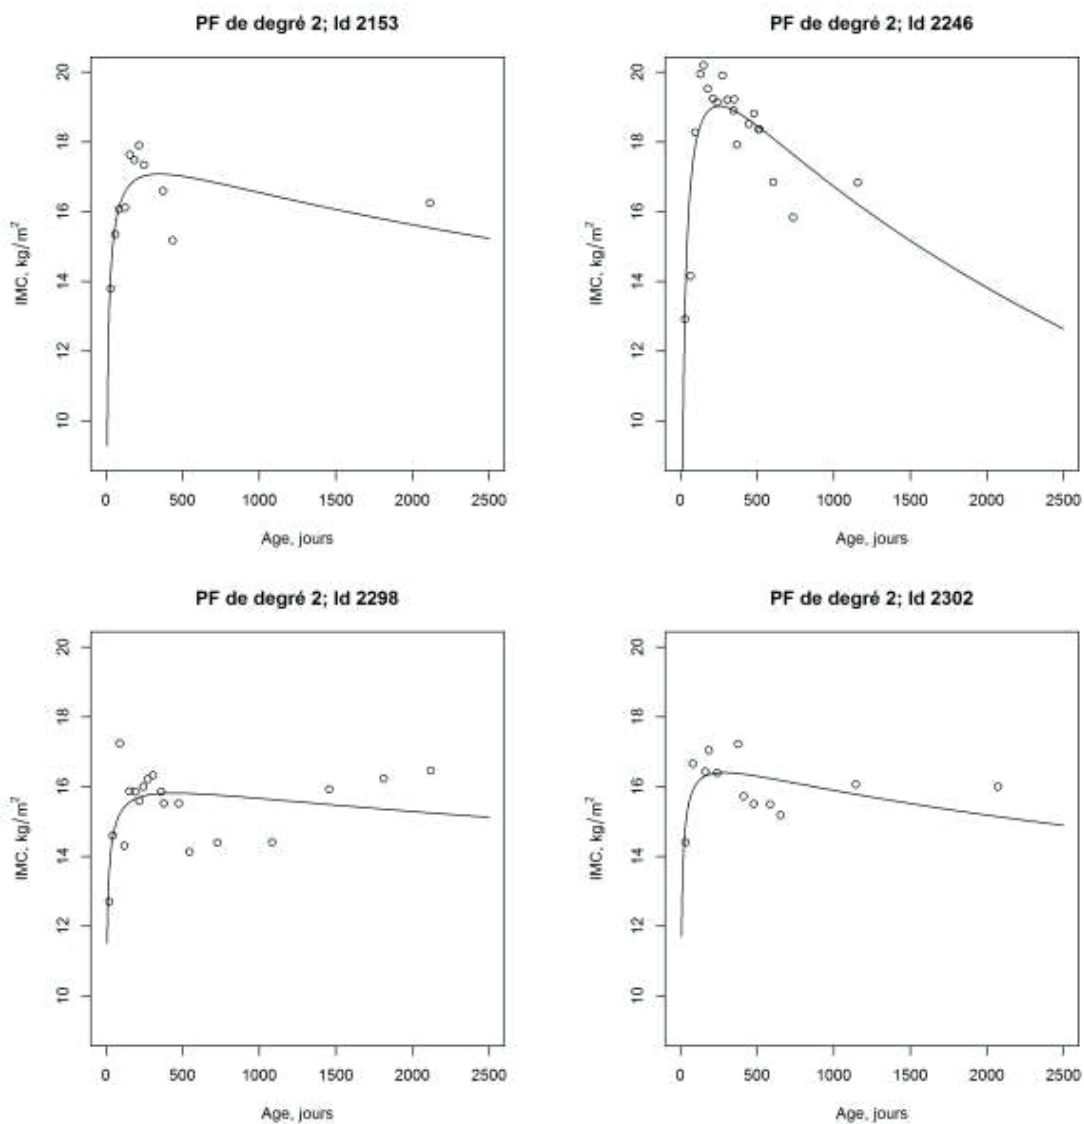 PF de degré 2; Id 2153
IMC, kg/m²
20
18
16
14
12
10
0 500 1000 1500 2000 2500
Age, jours
PF de degré 2; Id 2246
IMC, kg/m²
20
18
16
14
12
10
0 500 1000 1500 2000 2500
Age, jours
PF de degré 2; Id 2298
IMC, kg/m²
20
18
16
14
12
10
0 500 1000 1500 2000 2500
Age, jours
PF de degré 2; Id 2302
IMC, kg/m²
20
18
16
14
12
10
0 500 1000 1500 2000 2500
Age, jours